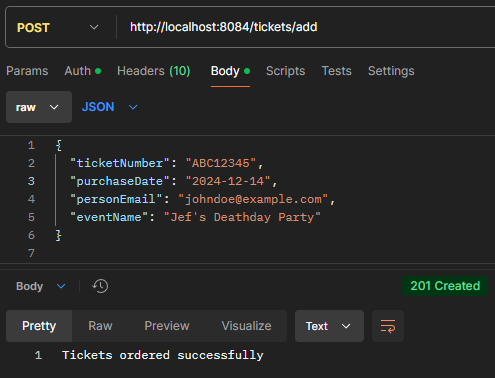 POST http://localhost:8084/tickets/add
Params Auth Headers (10) Body Scripts Tests Settings
raw JSON
1 {
2 "ticketNumber": "ABC12345",
3 "purchaseDate": "2024-12-14",
4 "personEmail": "johndoe@example.com",
5 "eventName": "Jef's Deathday Party"
6 }
7
Body 201 Created
Pretty Raw Preview Visualize Text
1 Tickets ordered successfully